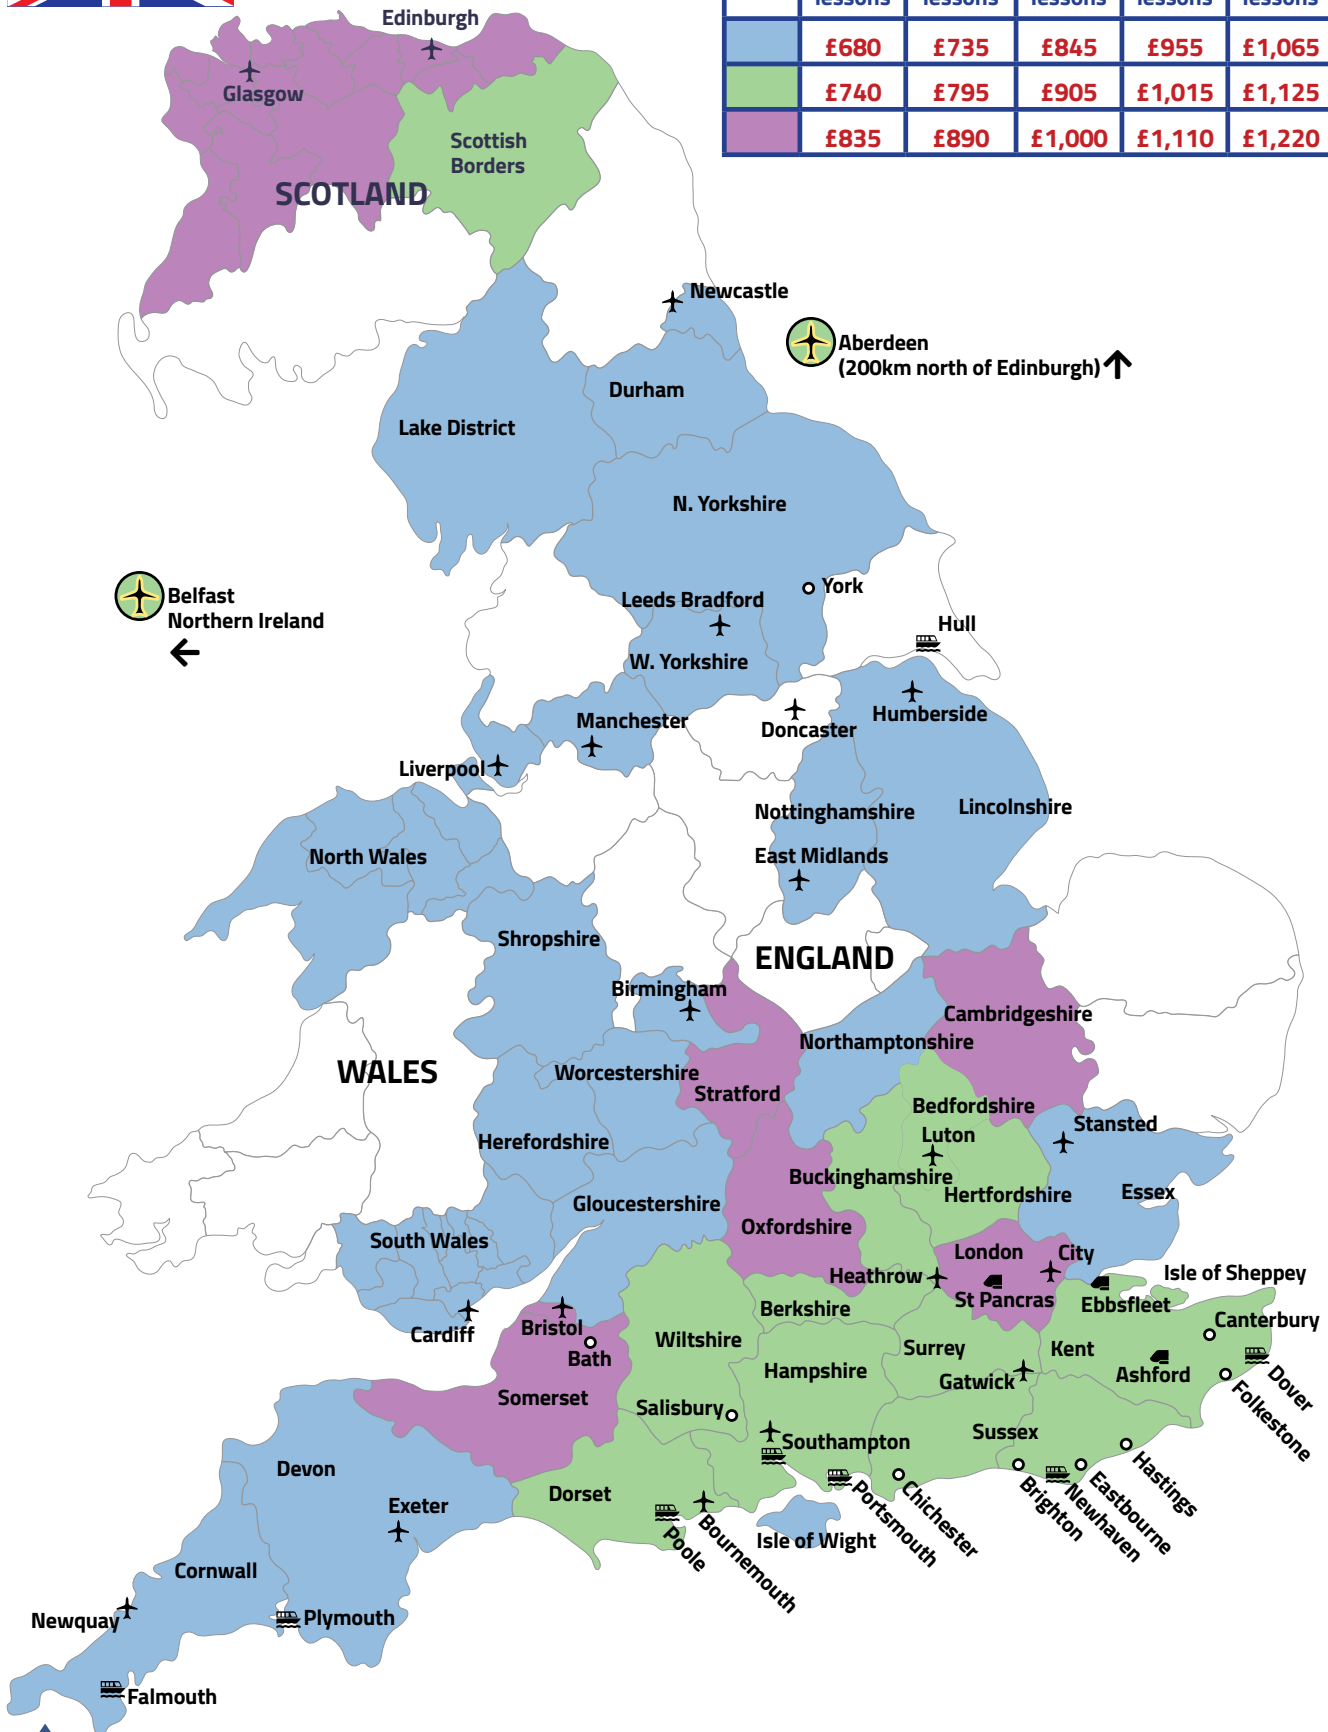 lessons lessons lessons lessons lessons
£680 £735 £845 £955 £1,065
£740 £795 £905 £1,015 £1,125
£835 £890 £1,000 £1,110 £1,220
Edinburgh
Glasgow
Scottish
Borders
SCOTLAND
Newcastle
Aberdeen
(200km north of Edinburgh)
Durham
Lake District
N. Yorkshire
York
Belfast
Northern Ireland
Leeds Bradford
Hull
W. Yorkshire
Humberside
Manchester
Doncaster
Liverpool
Nottinghamshire
Lincolnshire
East Midlands
North Wales
Shropshire
ENGLAND
Birmingham
Cambridgeshire
Northamptonshire
WALES
Worcestershire
Stratford
Bedfordshire
Stansted
Luton
Herefordshire
Buckinghamshire
Hertfordshire
Essex
Gloucestershire
Oxfordshire
South Wales
London
City
Heathrow
Isle of Sheppey
St Pancras
Ebbsfleet
Berkshire
Canterbury
Cardiff
Bristol
Wiltshire
Surrey
Kent
Bath
Hampshire
Ashford
Dover
Gatwick
Somerset
Salisbury
Folkestone
Southampton
Sussex
Hastings
Devon
Dorset
Eastbourne
Exeter
Portsmouth
Chichester
Brighton
Newhaven
Poole
Bournemouth
Isle of Wight
Cornwall
Newquay
Plymouth
Falmouth